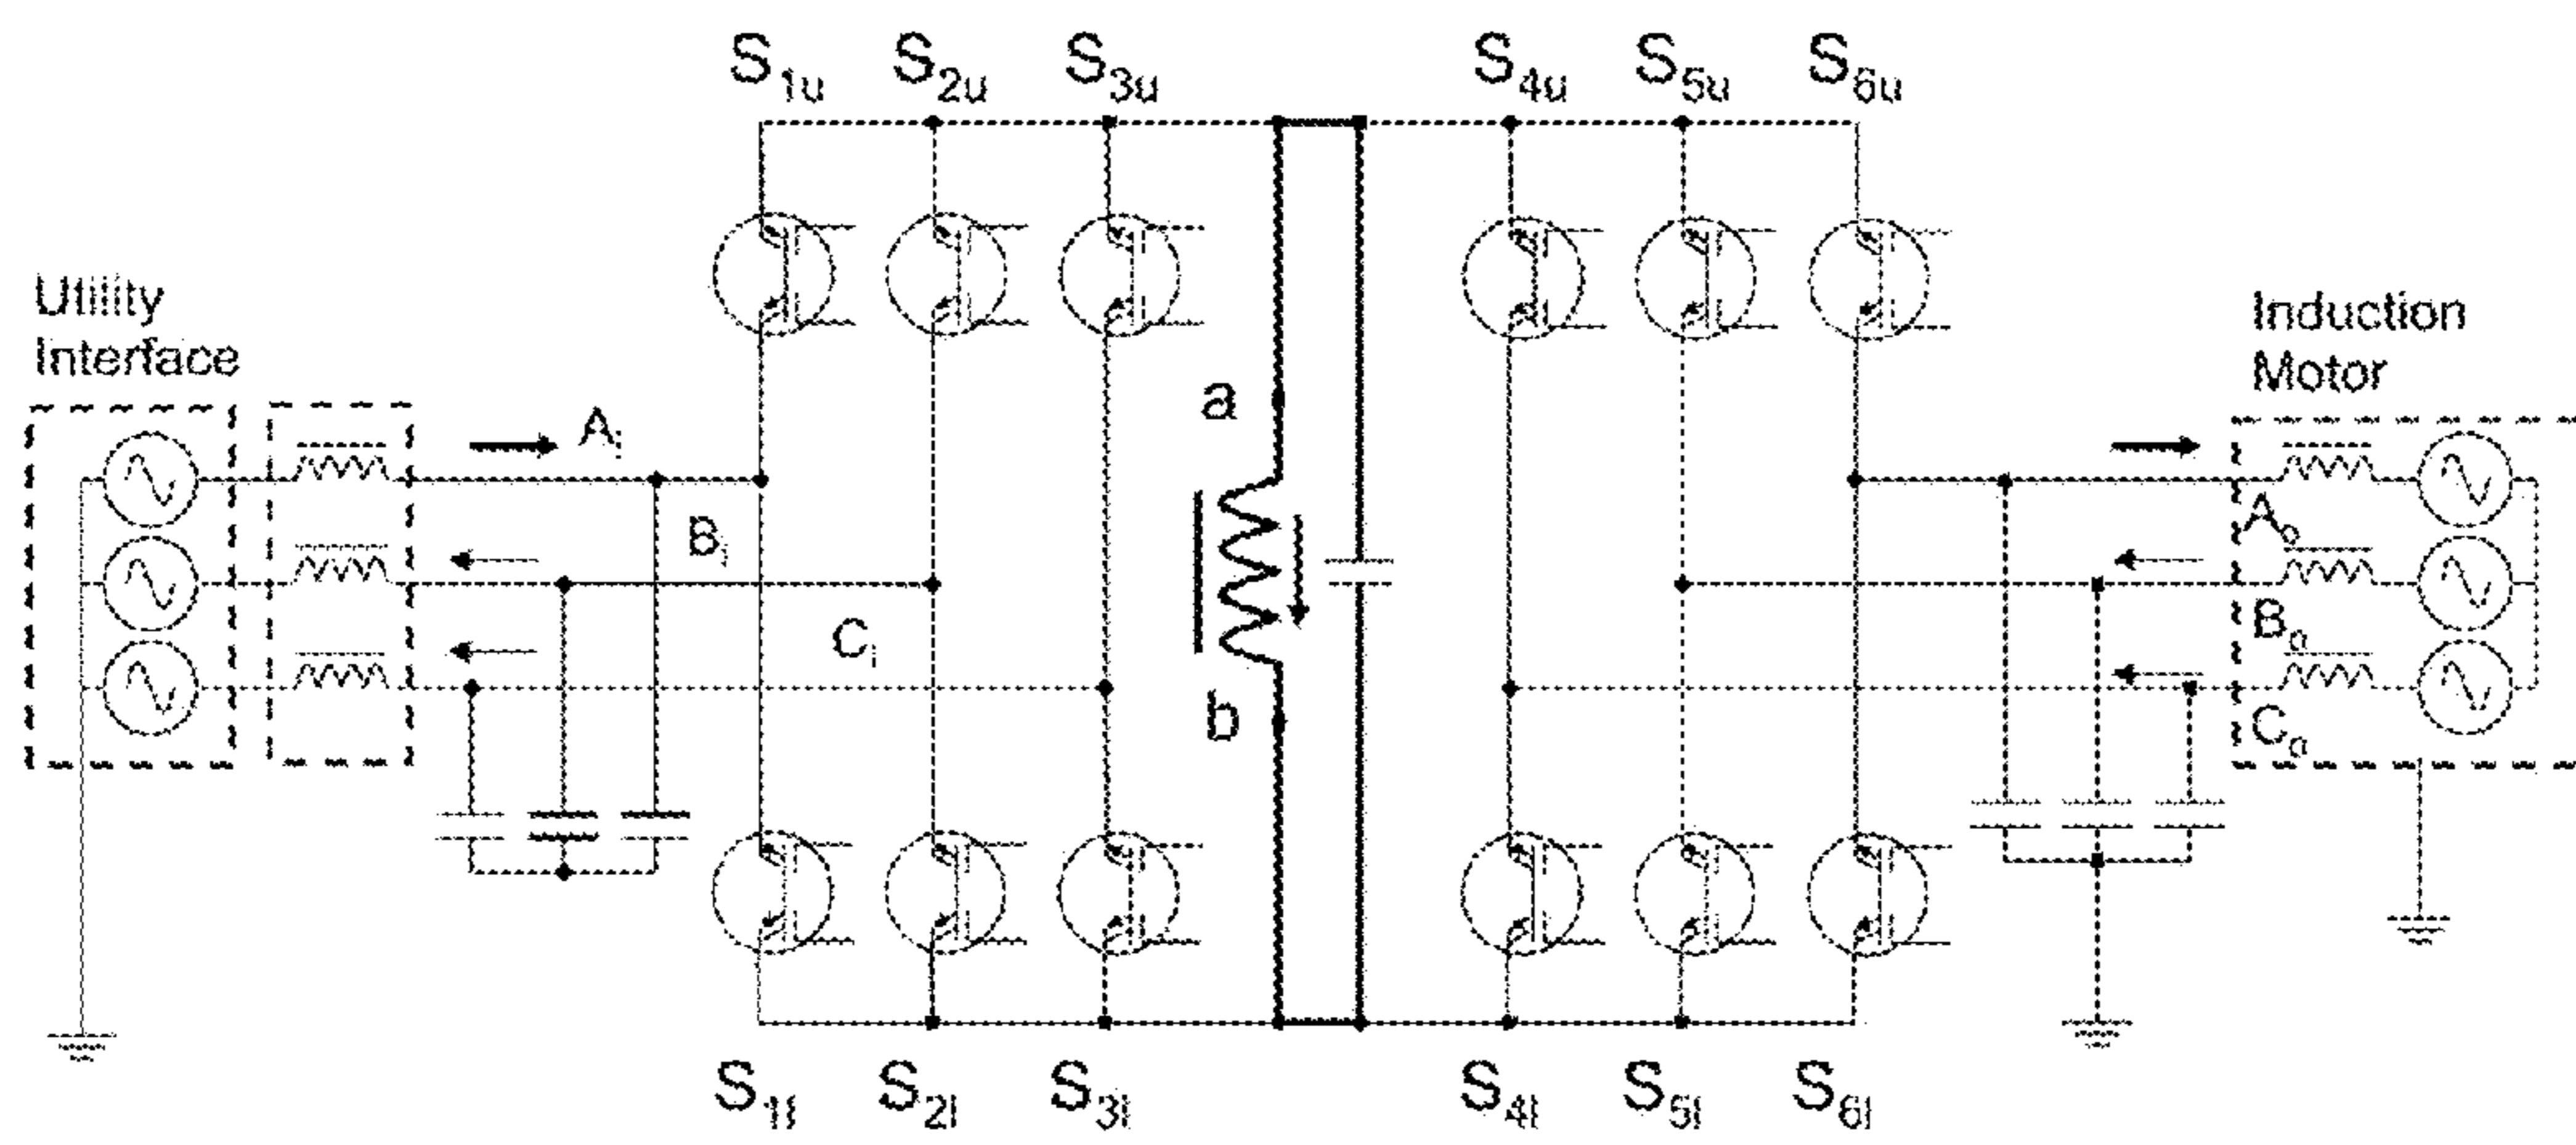 S1u S2u S3u S4u S5u S6u
Utility
Interface
Induction
Motor
Ai
Bi
Ci
a
b
Ao
Bo
Co
S1l S2l S3l S4l S5l S6l